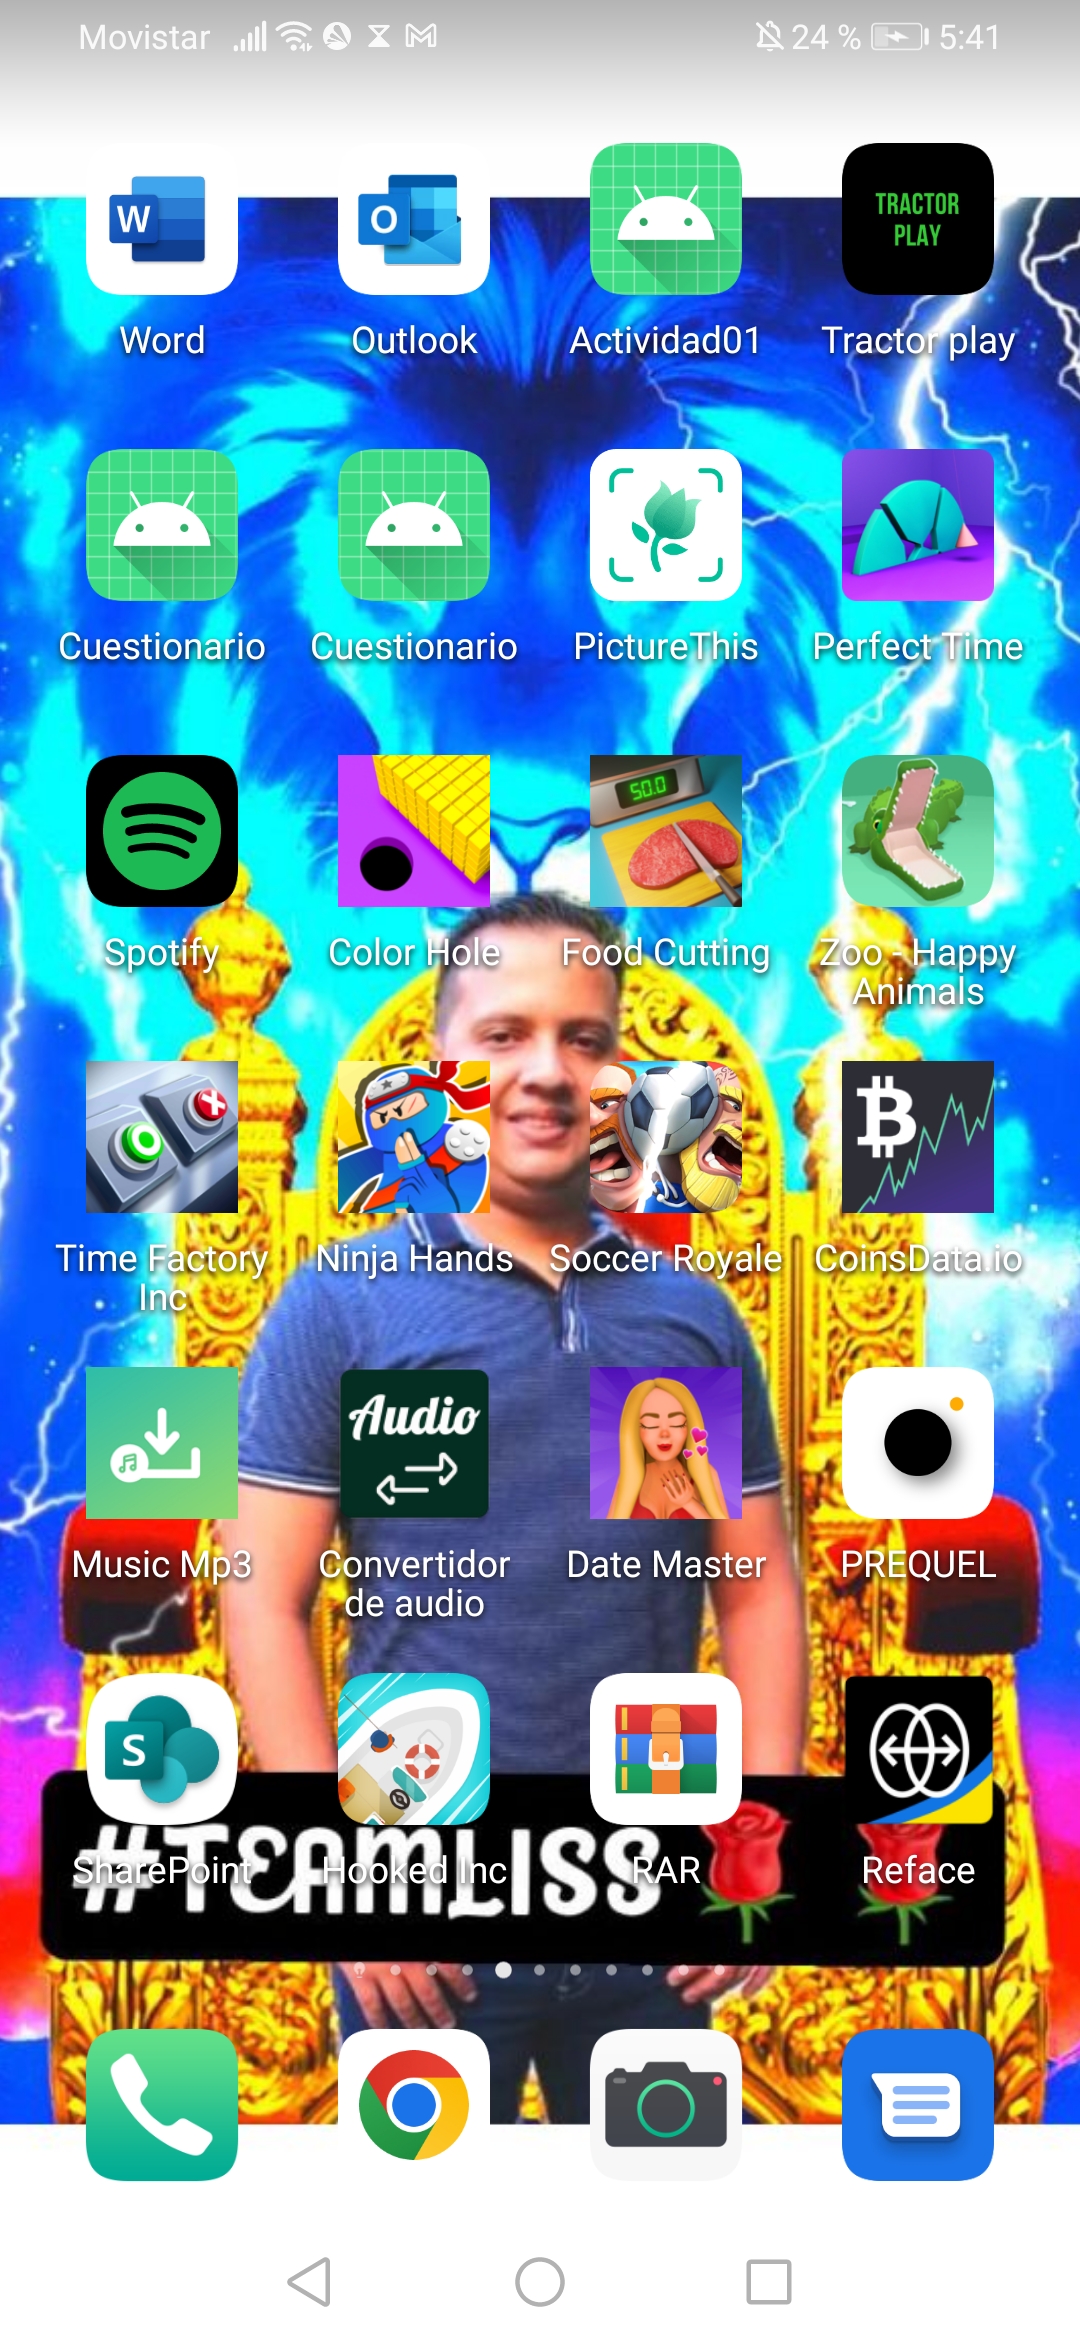 Movistar 24 % 5:41
TRACTOR
PLAY
Word Outlook Actividad01 Tractor play
Cuestionario Cuestionario PictureThis Perfect Time
50.0
Spotify Color Hole Food Cutting Zoo - Happy
Animals
Time Factory Ninja Hands Soccer Royale CoinsData.io
Inc
Audio
Music Mp3 Convertidor Date Master PREQUEL
de audio
SharePoint Hooked Inc RAR Reface
#TEAMLISS